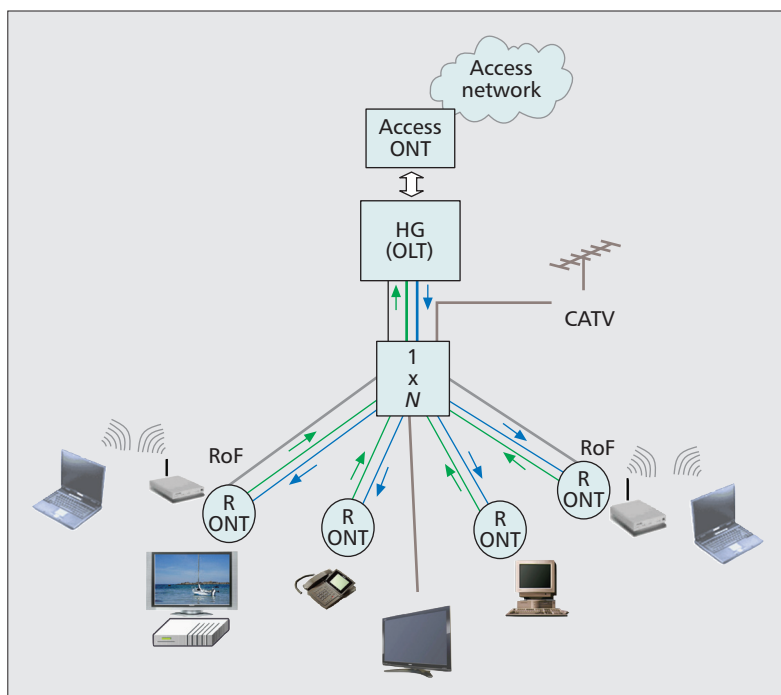 Access
network
Access
ONT
HG
(OLT)
CATV
1
x
N
RoF
RoF
R
ONT
R
ONT
R
ONT
R
ONT